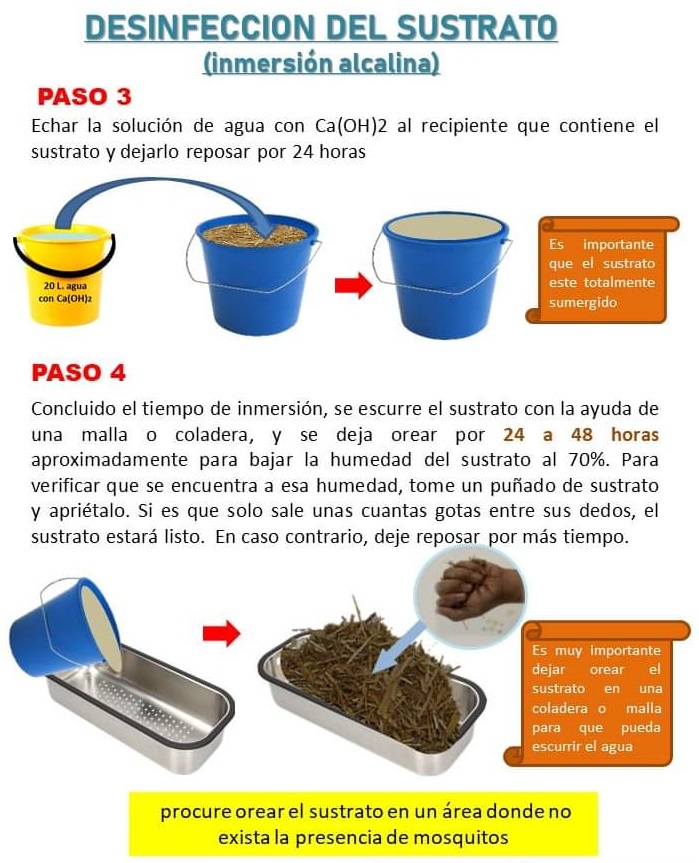 DESINFECCION DEL SUSTRATO
(inmersión alcalina)
PASO 3
Echar la solución de agua con Ca(OH)2 al recipiente que contiene el
sustrato y dejarlo reposar por 24 horas
20 L. agua
con Ca(OH)2
Es importante
que el sustrato
este totalmente
sumergido
PASO 4
Concluido el tiempo de inmersión, se escurre el sustrato con la ayuda de
una malla o coladera, y se deja orear por 24 a 48 horas
aproximadamente para bajar la humedad del sustrato al 70%. Para
verificar que se encuentra a esa humedad, tome un puñado de sustrato
y apriétalo. Si es que solo sale unas cuantas gotas entre sus dedos, el
sustrato estará listo. En caso contrario, deje reposar por más tiempo.
Es muy importante
dejar orear el
sustrato en una
coladera o malla
para que pueda
escurrir el agua
procure orear el sustrato en un área donde no
exista la presencia de mosquitos